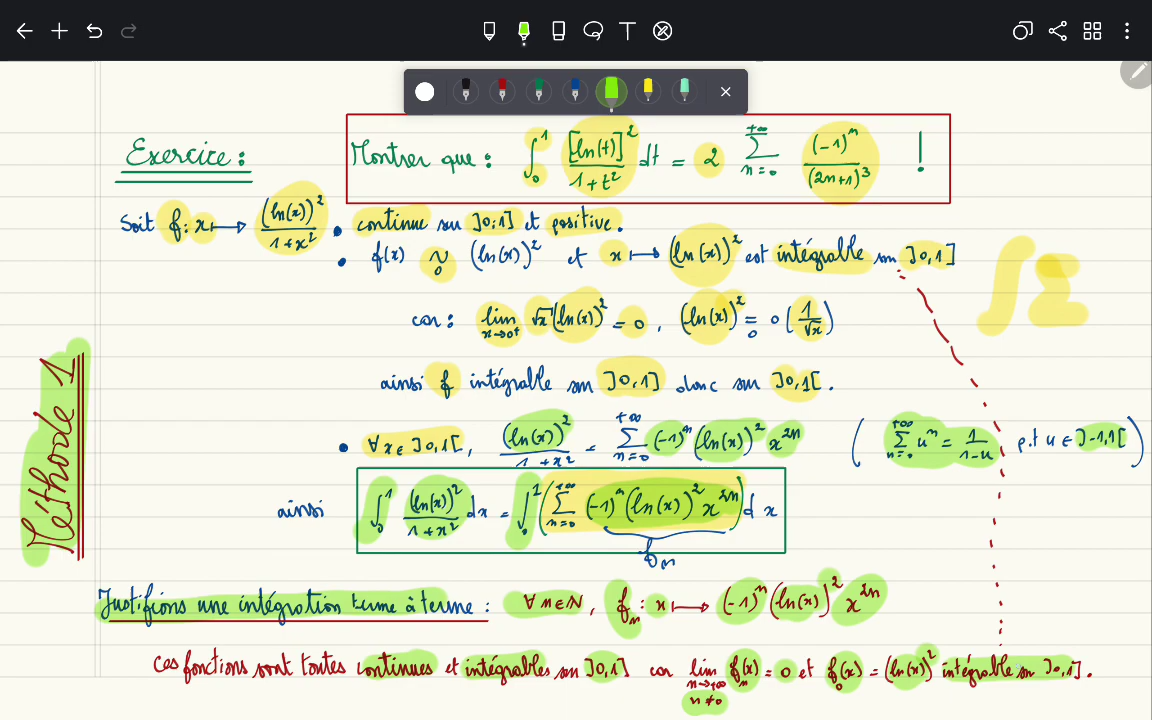 Exercice :
Montrer que : ∫₀¹ [ln(t)]²/(1+t²) dt = 2 ∑_{n=0}^{+∞} (-1)ⁿ/(2n+1)³ !
Soit f : x ⟼ (ln(x))²/(1+x²) • continue sur ]0,1] et positive.
• f(x) ~₀ (ln(x))² et x ⟼ (ln(x))² est intégrable sur ]0,1]
car : lim_{x→0⁺} √x (ln(x))² = 0, (ln(x))² =₀ o(1/√x)
ainsi f intégrable sur ]0,1] donc sur ]0,1[.
• ∀x∈]0,1[, (ln(x))²/(1+x²) = ∑_{n=0}^{+∞} (-1)ⁿ (ln(x))² x²ⁿ ( ∑_{n=0}^{+∞} uⁿ = 1/(1-u) p.t u ∈ ]-1,1[ )
ainsi ∫₀¹ (ln(x))²/(1+x²) dx = ∫₀¹ ( ∑_{n=0}^{+∞} (-1)ⁿ (ln(x))² x²ⁿ ) dx
fₙ
Justifions une intégration terme à terme : ∀n∈N, fₙ : x ⟼ (-1)ⁿ (ln(x))² x²ⁿ
Ces fonctions sont toutes continues et intégrables sur ]0,1] car lim_{n→+∞, n≠0} fₙ(x) = 0 et f₀(x) = (ln(x))² intégrable sur ]0,1].
Méthode 1
∫ Σ